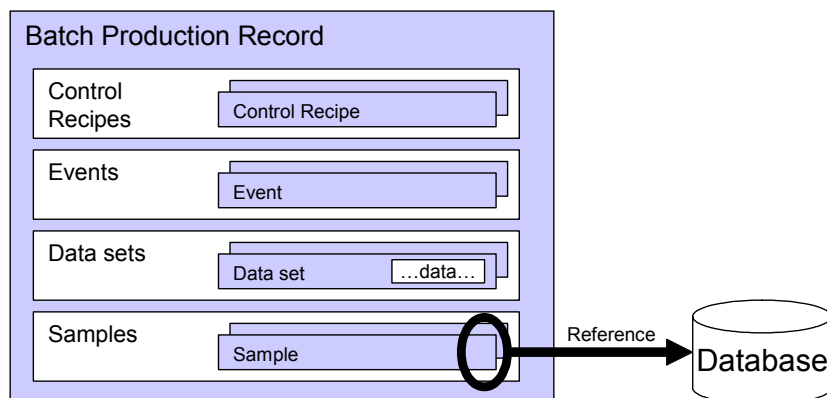 Batch Production Record
Control
Recipes
Control Recipe
Events
Event
Data sets
Data set
...data...
Samples
Sample
Reference
Database